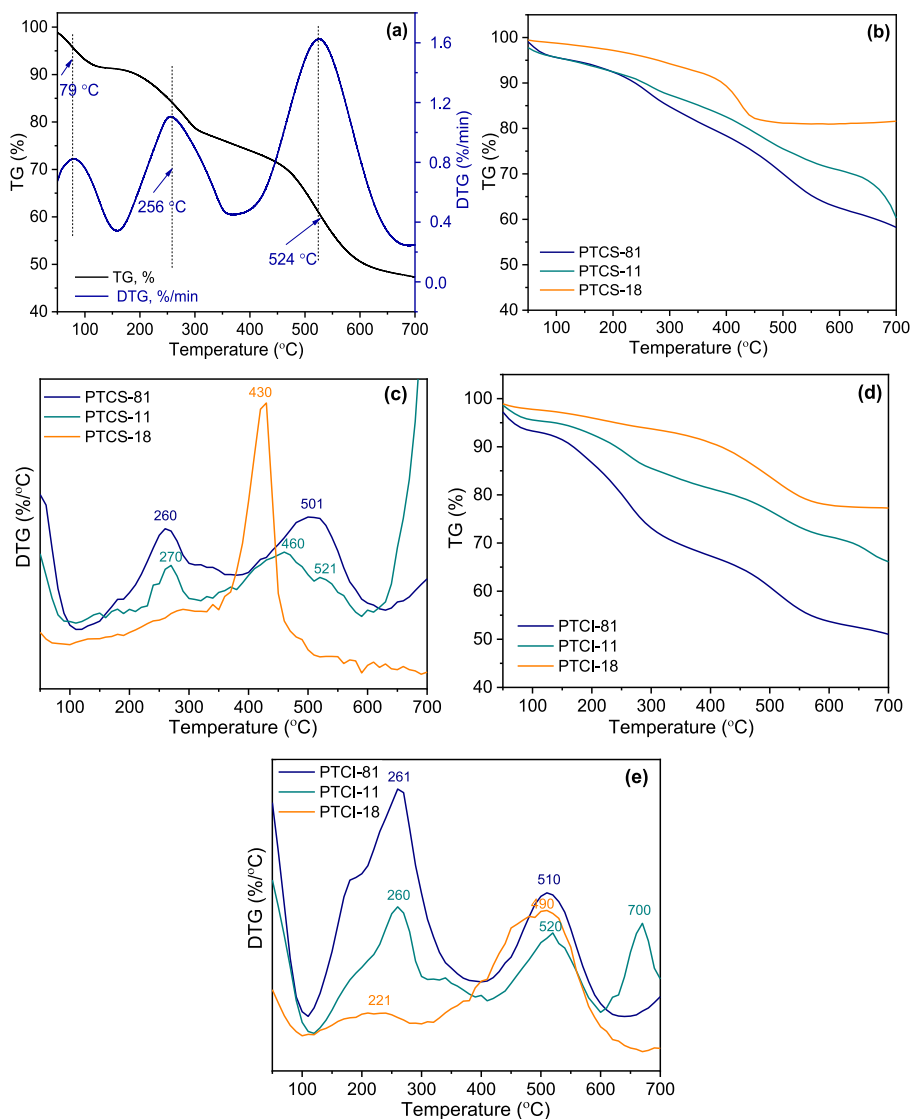 (a)
100
90
80
70
60
50
40
TG (%)
1.6
1.2
0.8
0.4
0.0
DTG (%/min)
79 °C
256 °C
524 °C
TG, %
DTG, %/min
100 200 300 400 500 600 700
Temperature (°C)
(b)
100
90
80
70
60
50
40
TG (%)
PTCS-81
PTCS-11
PTCS-18
100 200 300 400 500 600 700
Temperature (°C)
(c)
PTCS-81
PTCS-11
PTCS-18
430
260
501
270
460
521
DTG (%/°C)
100 200 300 400 500 600 700
Temperature (°C)
(d)
100
90
80
70
60
50
40
TG (%)
PTCI-81
PTCI-11
PTCI-18
100 200 300 400 500 600 700
Temperature (°C)
(e)
PTCI-81
PTCI-11
PTCI-18
261
260
510
490
520
700
221
DTG (%/°C)
100 200 300 400 500 600 700
Temperature (°C)